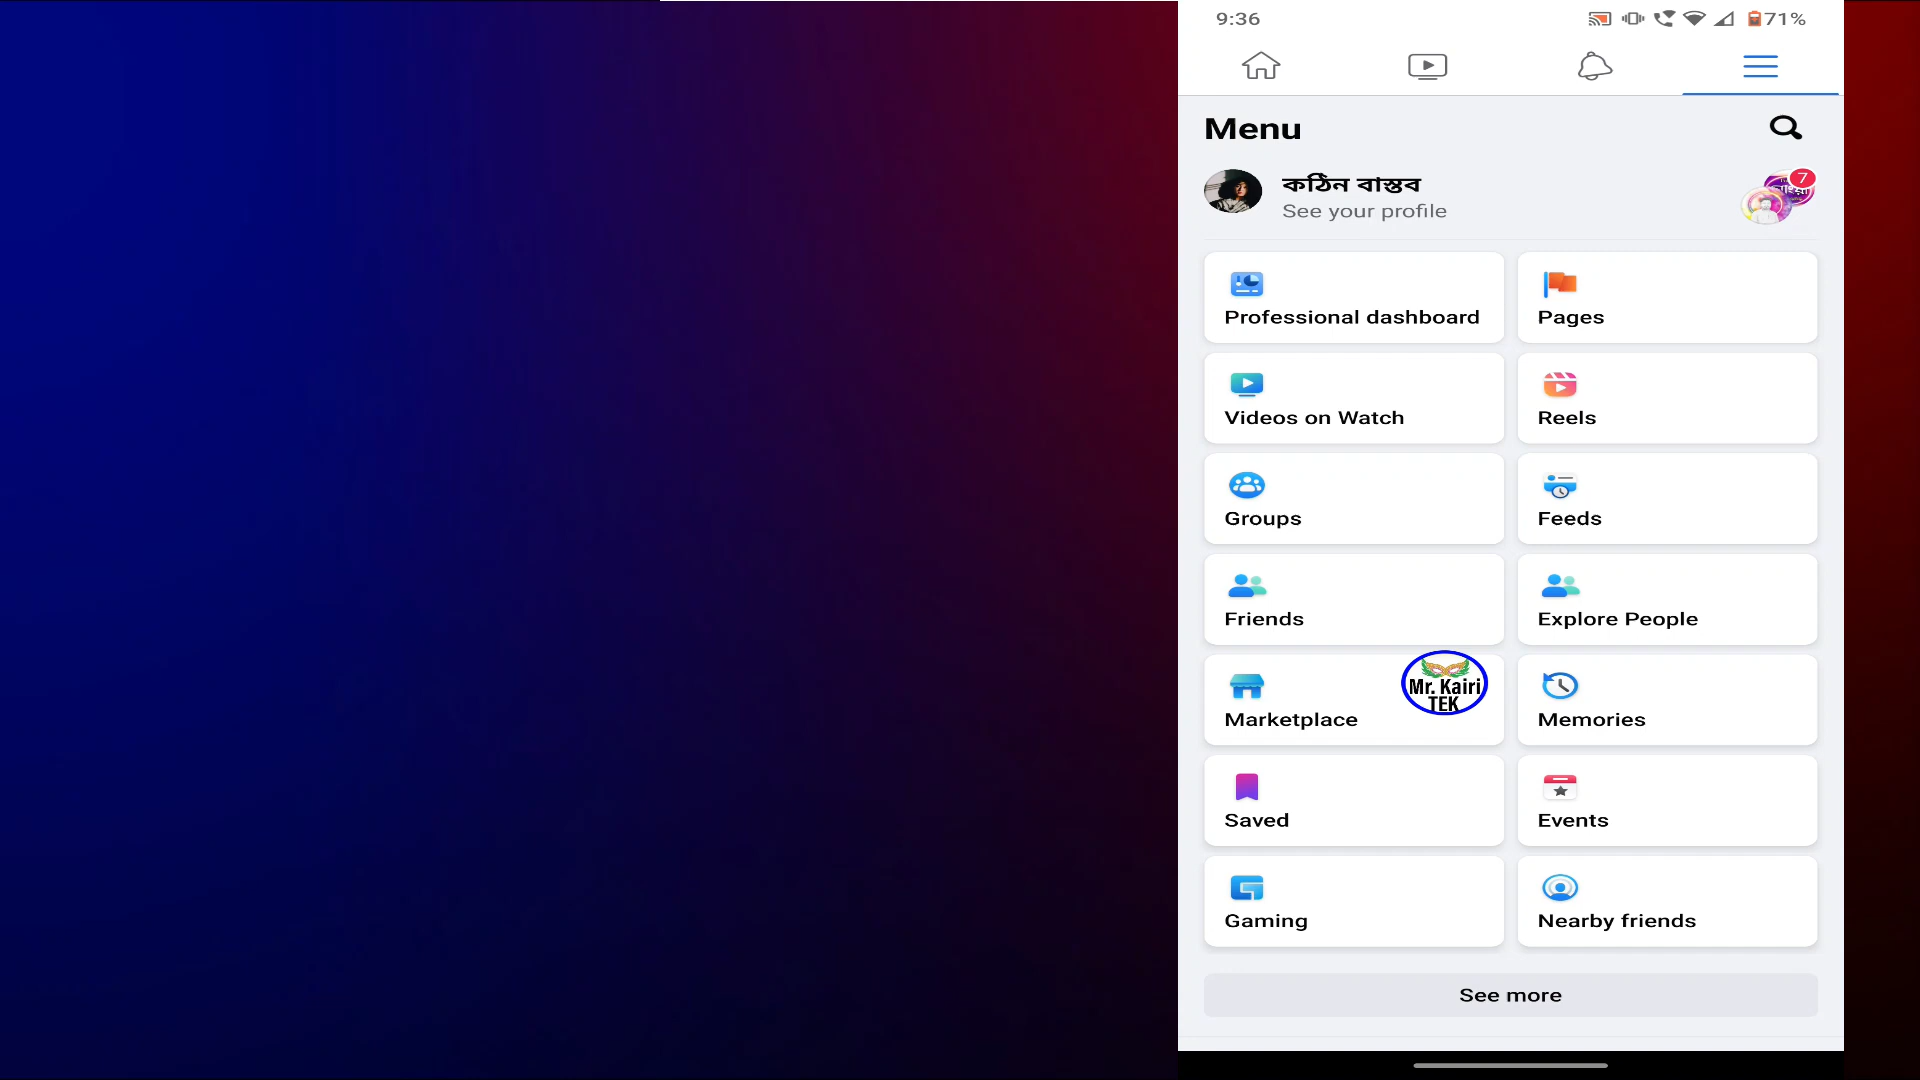 9:36
71%
Menu
কঠিন বাস্তব
See your profile
7
Professional dashboard
Pages
Videos on Watch
Reels
Groups
Feeds
Friends
Explore People
Marketplace
Mr. Kairi
TEK
Memories
Saved
Events
Gaming
Nearby friends
See more